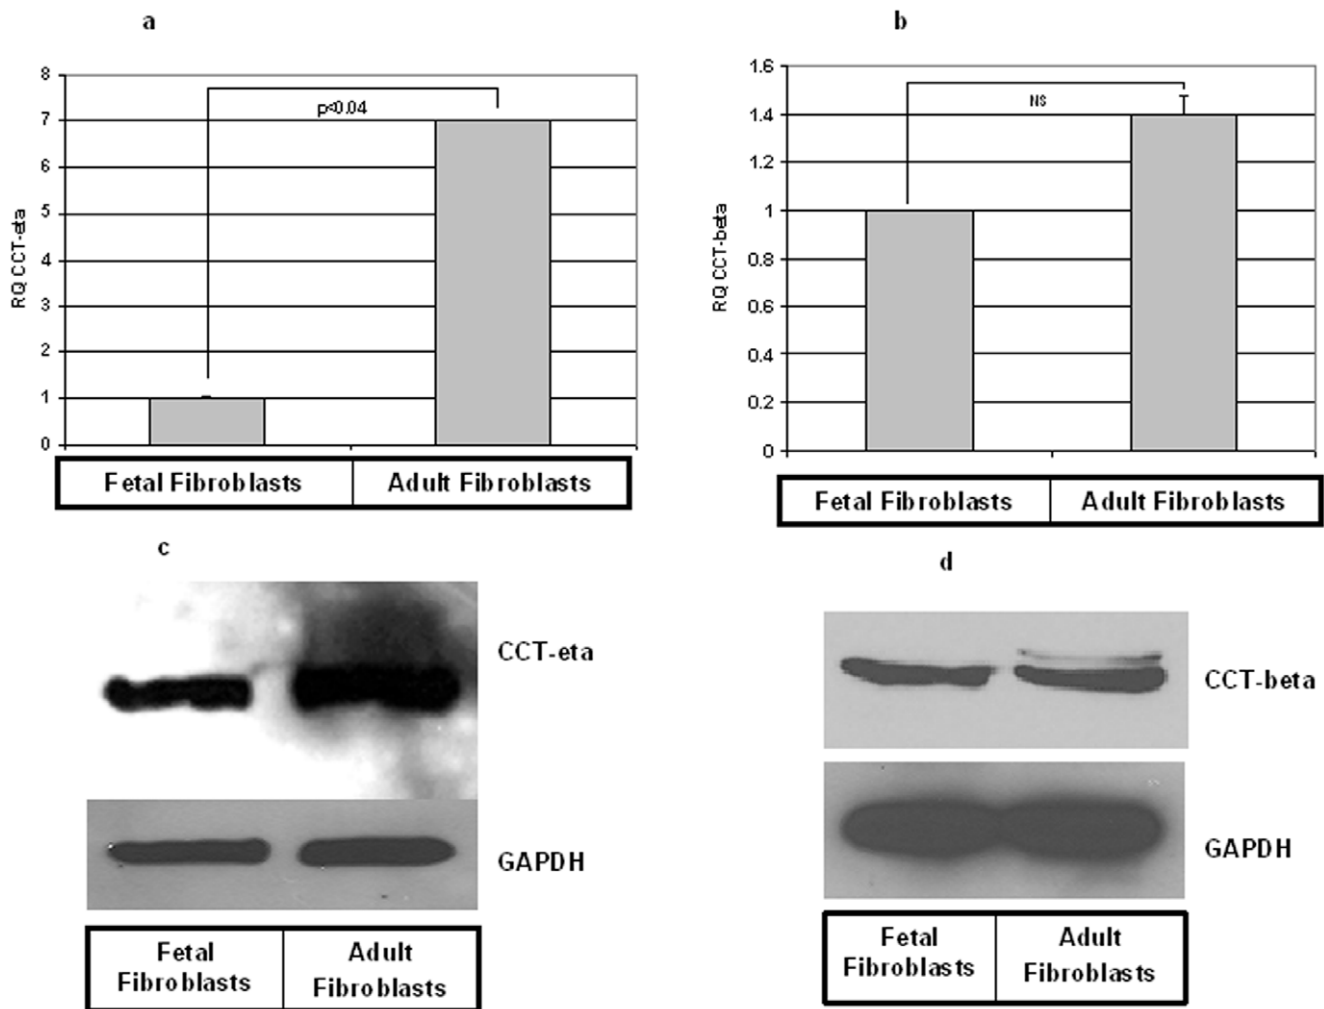 a
8
7
6
5
4
3
2
1
0
RQ CCT-eta
p<0.04
Fetal Fibroblasts
Adult Fibroblasts
b
1.6
1.4
1.2
1
0.8
0.6
0.4
0.2
0
RQ CCT-beta
NS
Fetal Fibroblasts
Adult Fibroblasts
c
CCT-eta
GAPDH
Fetal
Fibroblasts
Adult
Fibroblasts
d
CCT-beta
GAPDH
Fetal
Fibroblasts
Adult
Fibroblasts